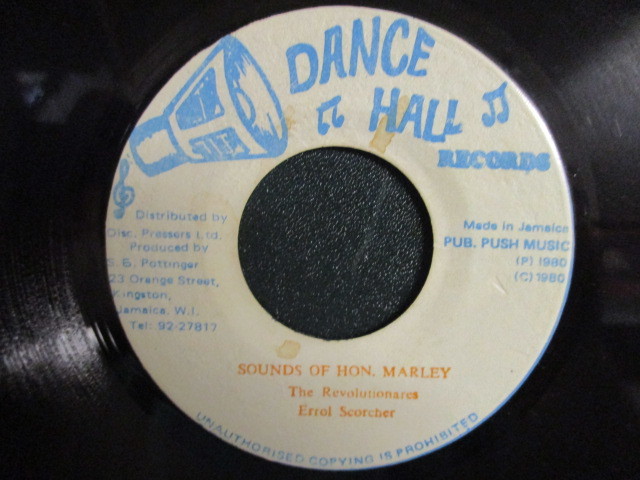 DANCE
HALL
RECORDS
Distributed by
Disc. Pressers Ltd.
Produced by
S. E. Pottinger
23 Orange Street,
Kingston,
Jamaica, W.I.
Tel: 92-27817
Made in Jamaica
PUB. PUSH MUSIC
(P) 1980
(C) 1980
SOUNDS OF HON. MARLEY
The Revolutionares
Errol Scorcher
UNAUTHORISED COPYING IS PROHIBITED